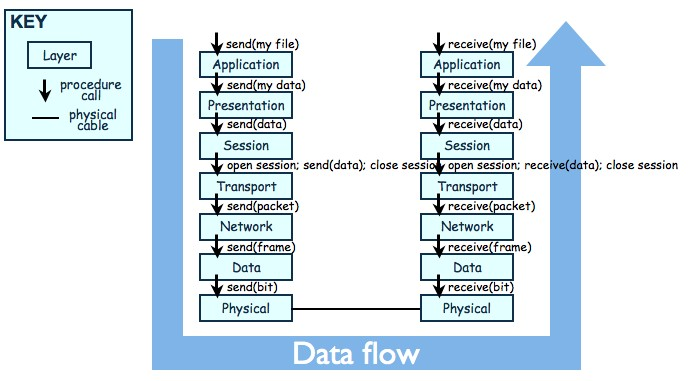 KEY
Layer
procedure
call
physical
cable
send(my file)
Application
send(my data)
Presentation
send(data)
Session
open session; send(data); close session
Transport
send(packet)
Network
send(frame)
Data
send(bit)
Physical
receive(my file)
Application
receive(my data)
Presentation
receive(data)
Session
open session; receive(data); close session
Transport
receive(packet)
Network
receive(frame)
Data
receive(bit)
Physical
Data flow